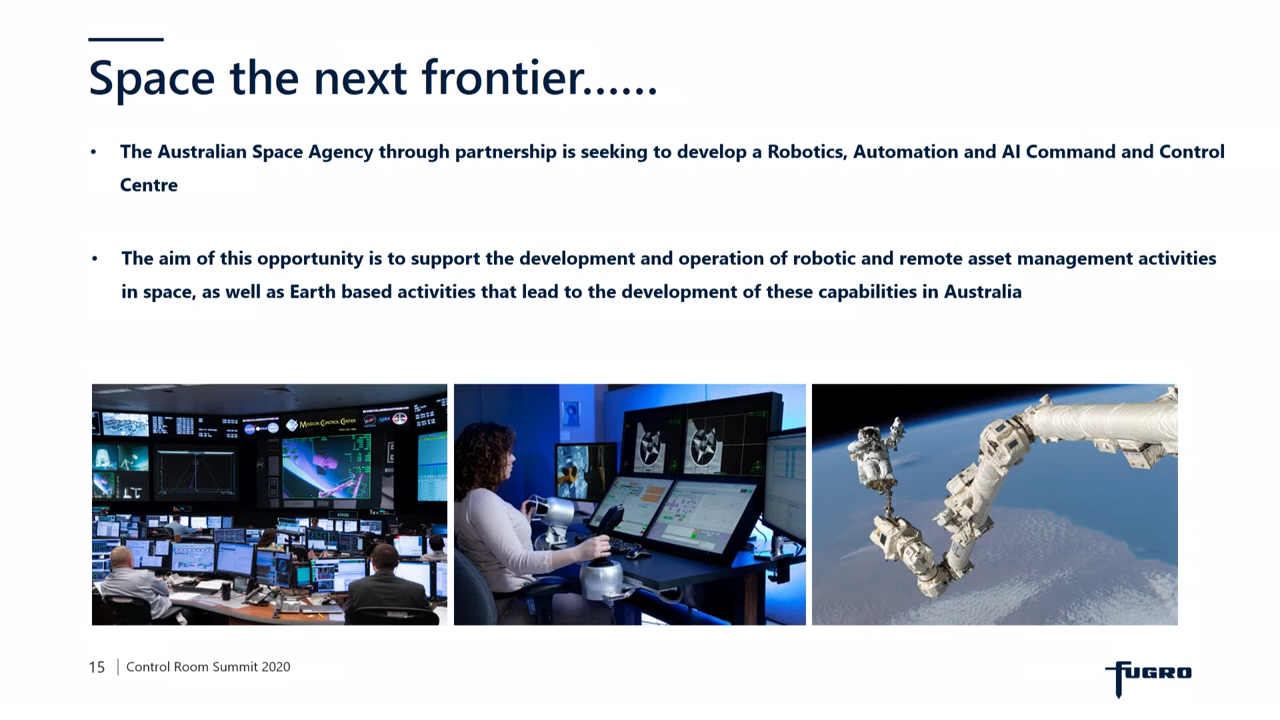 Space the next frontier......
• The Australian Space Agency through partnership is seeking to develop a Robotics, Automation and AI Command and Control
Centre
• The aim of this opportunity is to support the development and operation of robotic and remote asset management activities
in space, as well as Earth based activities that lead to the development of these capabilities in Australia
MISSION CONTROL CENTER
15 | Control Room Summit 2020
FUGRO